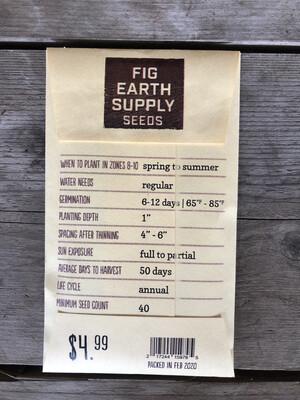 FIG
EARTH
SUPPLY
SEEDS
WHEN TO PLANT IN ZONES 8-10 spring to summer
WATER NEEDS regular
GERMINATION 6-12 days | 65°F - 85°F
PLANTING DEPTH 1"
SPACING AFTER THINNING 4" - 6"
SUN EXPOSURE full to partial
AVERAGE DAYS TO HARVEST 50 days
LIFE CYCLE annual
MINIMUM SEED COUNT 40
$4.99
PACKED IN FEB 2020